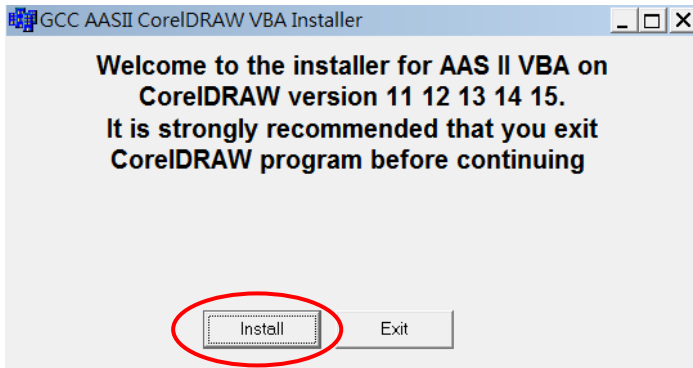 GCC AASII CorelDRAW VBA Installer
Welcome to the installer for AAS II VBA on
CorelDRAW version 11 12 13 14 15.
It is strongly recommended that you exit
CorelDRAW program before continuing
Install Exit